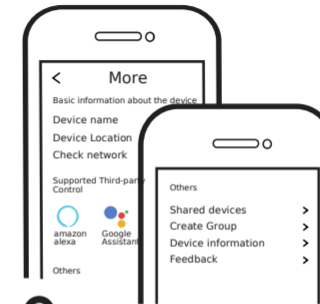 More
Basic information about the device
Device name
Device Location
Check network
Supported Third-party
Control
amazon
alexa
Google
Assistant
Others
Others
Shared devices
Create Group
Device information
Feedback